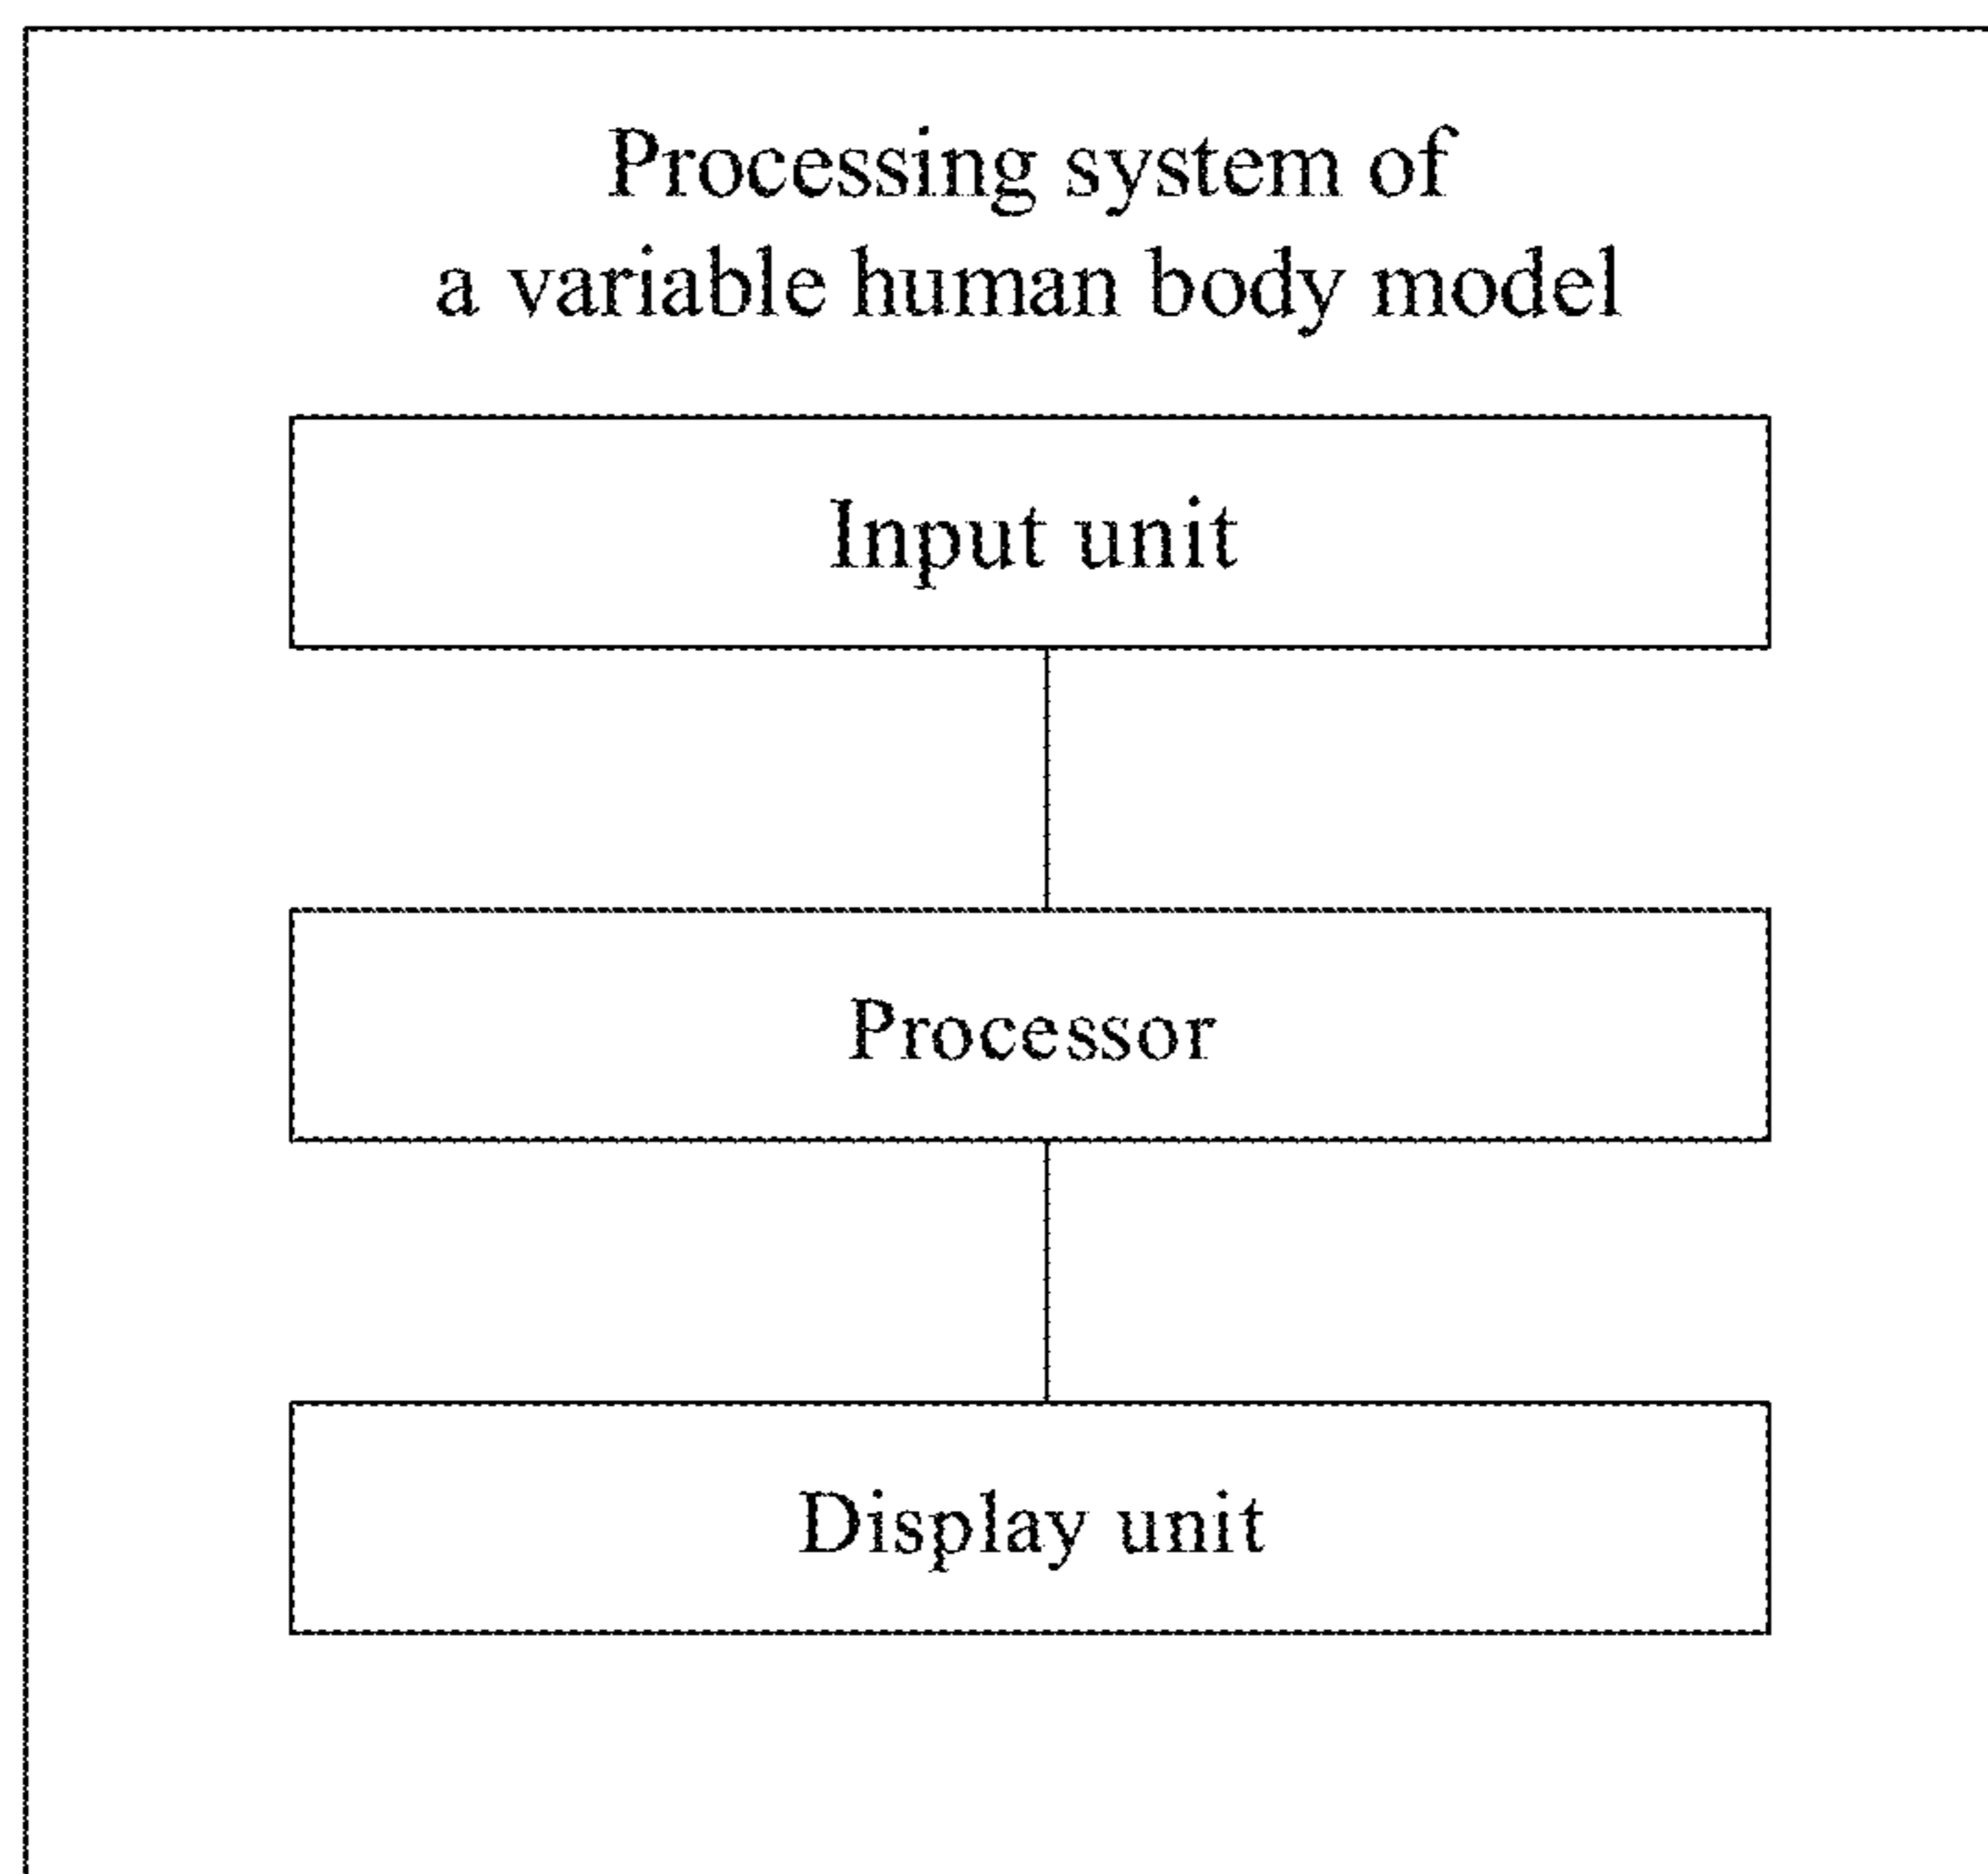 Processing system of
a variable human body model
Input unit
Processor
Display unit